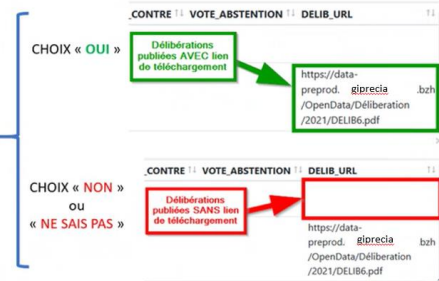 _CONTRE VOTE_ABSTENTION DELIB_URL
CHOIX « OUI »
Délibérations
publiées AVEC lien
de téléchargement
https://data-
preprod. giprecia .bzh
/OpenData/Déliberation
/2021/DELIB6.pdf
_CONTRE VOTE_ABSTENTION DELIB_URL
CHOIX « NON »
ou
« NE SAIS PAS »
Délibérations
publiées SANS lien
de téléchargement
https://data-
preprod. giprecia bzh
/OpenData/Déliberation
/2021/DELIB6.pdf